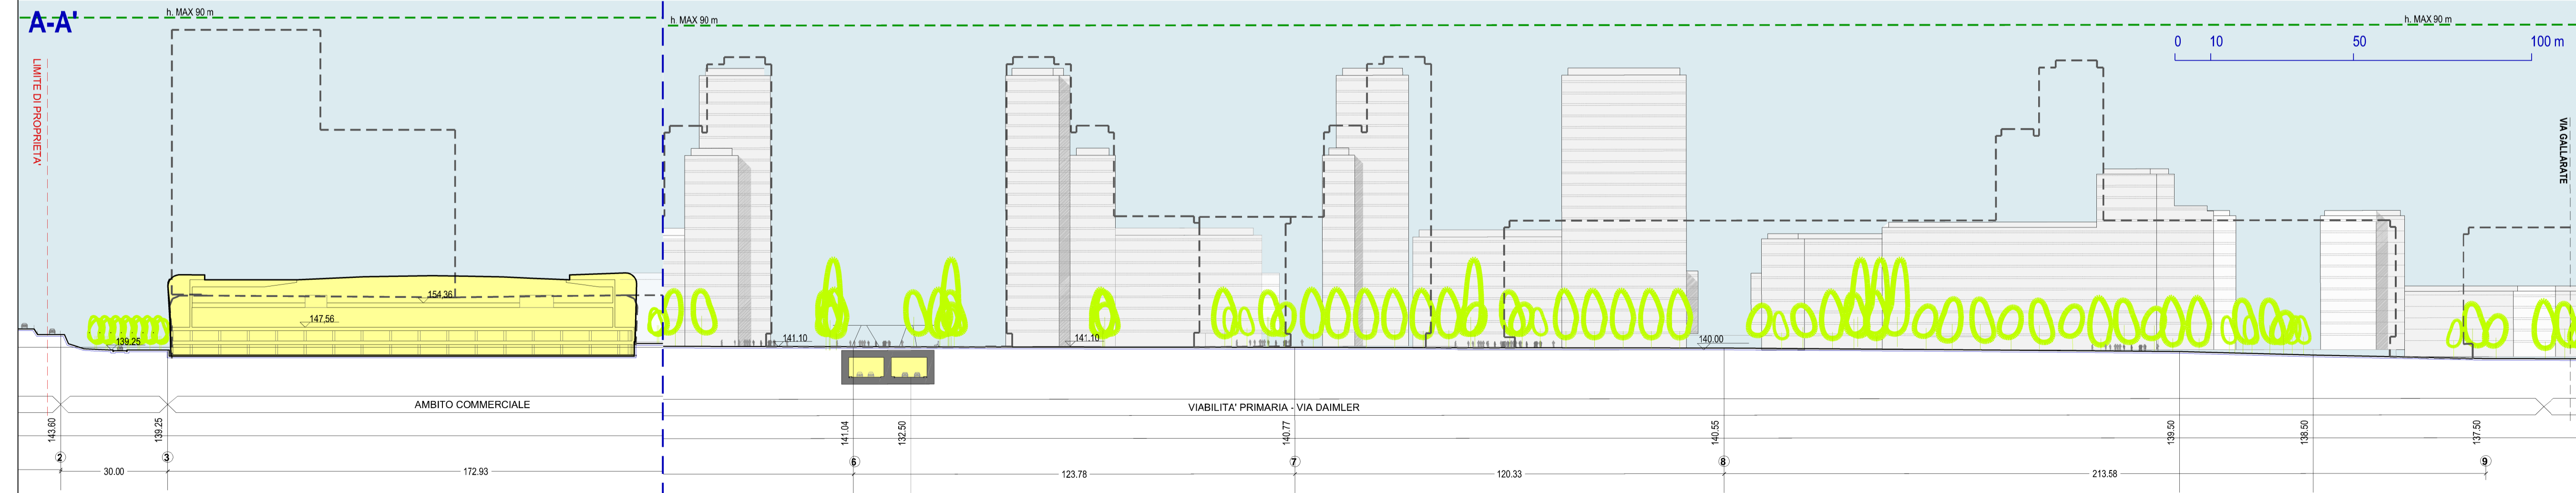 A-A'
h. MAX 90 m
h. MAX 90 m
h. MAX 90 m
0 10 50 100 m
LIMITE DI PROPRIETA'
VIA GALLARATE
154,36
147,56
139.25
141.10
141.10
140.00
AMBITO COMMERCIALE
VIABILITA' PRIMARIA - VIA DAIMLER
143.60
139.25
141.04
132.50
140.77
140.55
139.50
138.50
137.50
2 3 6 7 8 9
30.00 172.93 123.78 120.33 213.58